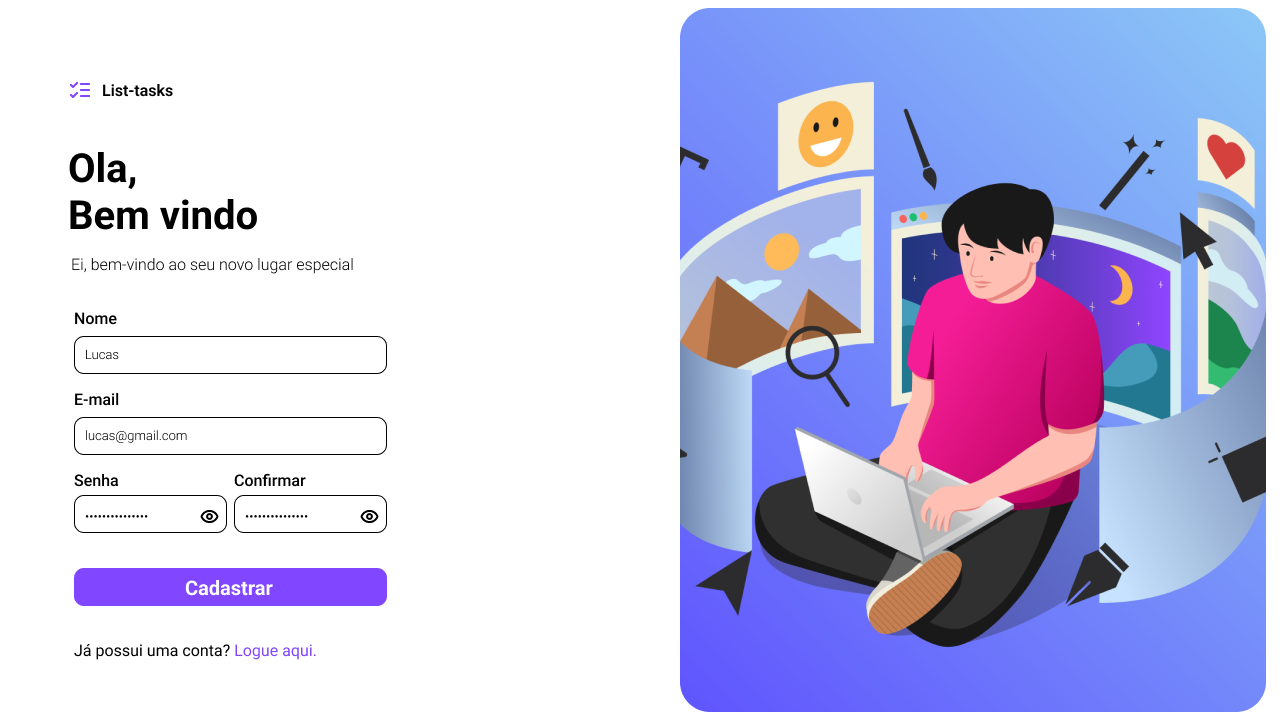 List-tasks
Ola,
Bem vindo
Ei, bem-vindo ao seu novo lugar especial
Nome
Lucas
E-mail
lucas@gmail.com
Senha Confirmar
•••••••••••••• ••••••••••••••
Cadastrar
Já possui uma conta? Logue aqui.